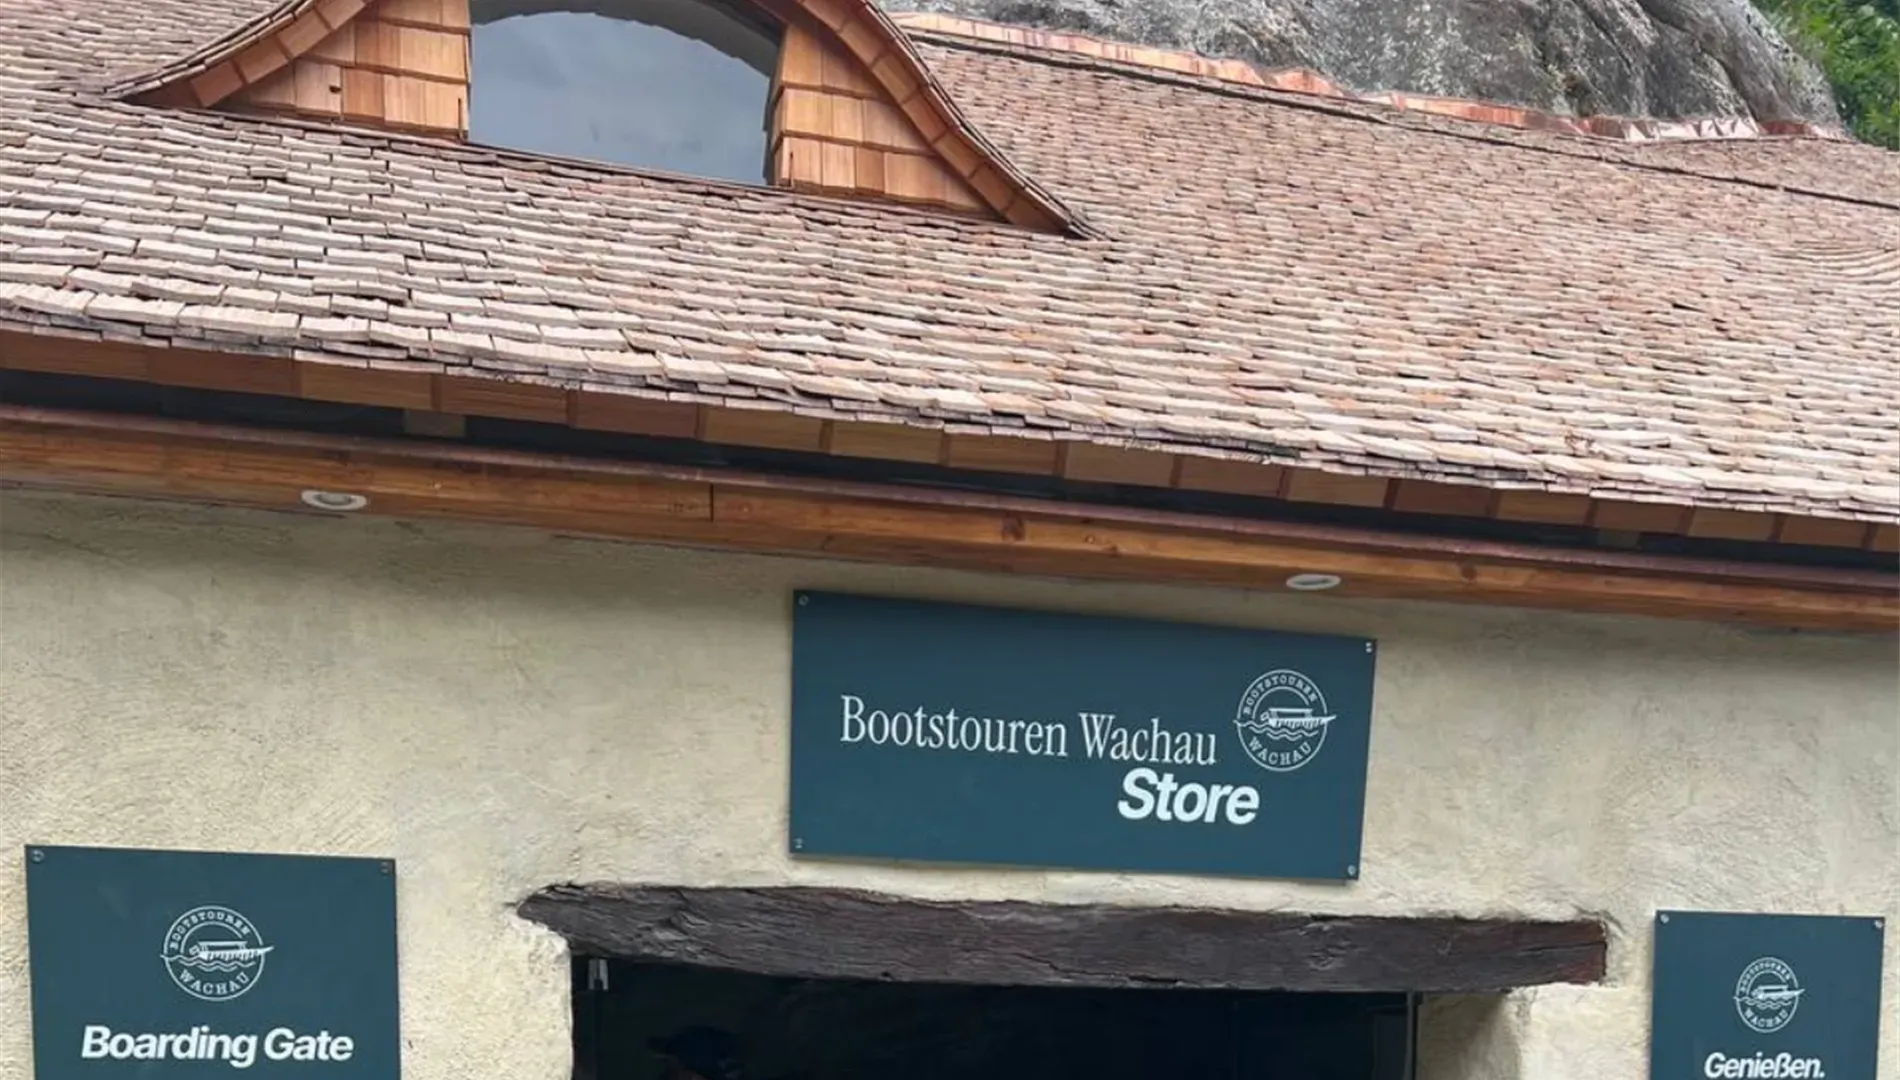 Bootstouren Wachau
BOOTSTOUREN
WACHAU
Store
BOOTSTOUREN
WACHAU
Boarding Gate
BOOTSTOUREN
WACHAU
Genießen.